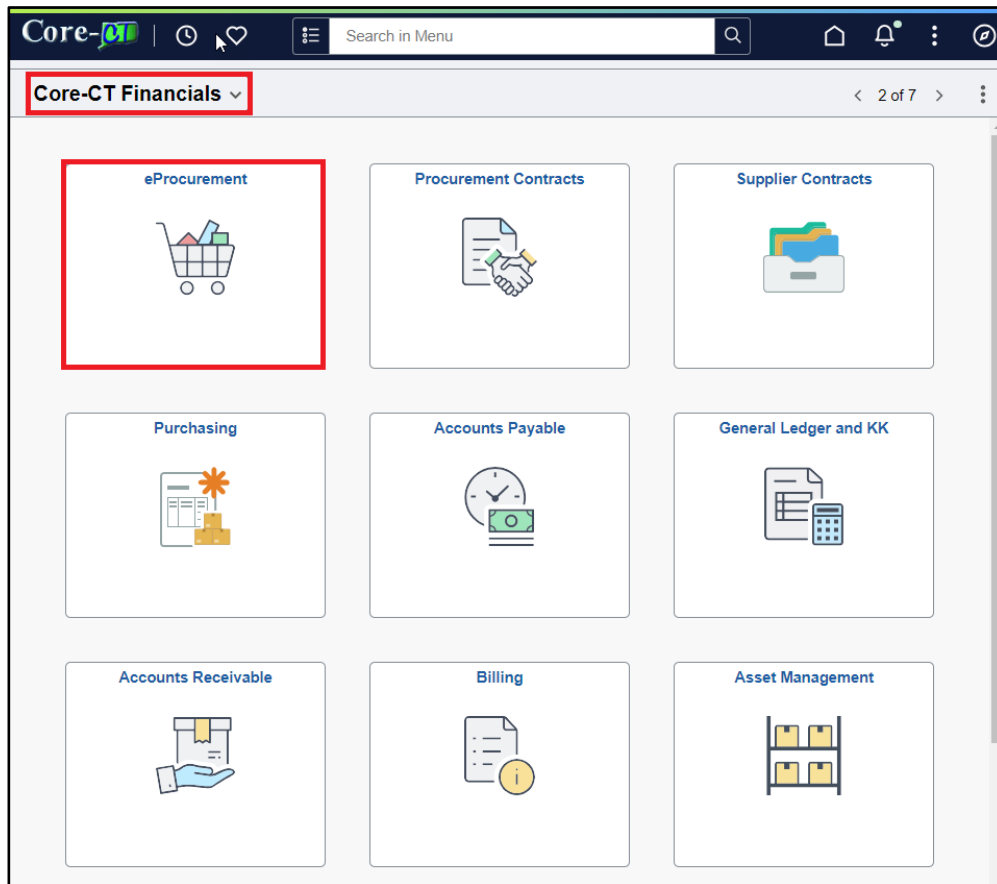 Core-CT
Search in Menu
Core-CT Financials
2 of 7
eProcurement Procurement Contracts Supplier Contracts
Purchasing Accounts Payable General Ledger and KK
Accounts Receivable Billing Asset Management
i